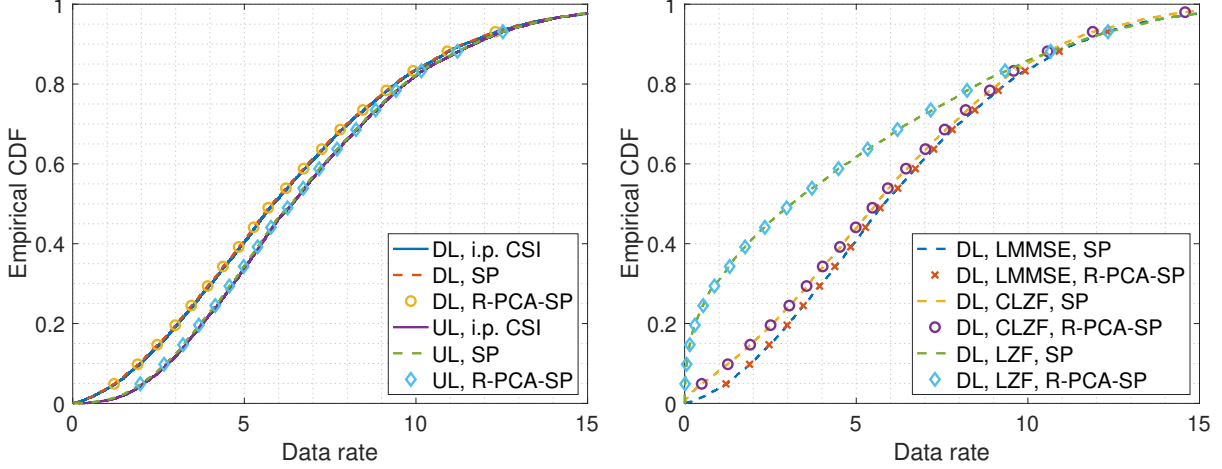 1
0.8
0.6
0.4
0.2
0
Empirical CDF
0 5 10 15
Data rate
DL, i.p. CSI
DL, SP
DL, R-PCA-SP
UL, i.p. CSI
UL, SP
UL, R-PCA-SP
1
0.8
0.6
0.4
0.2
0
Empirical CDF
0 5 10 15
Data rate
DL, LMMSE, SP
DL, LMMSE, R-PCA-SP
DL, CLZF, SP
DL, CLZF, R-PCA-SP
DL, LZF, SP
DL, LZF, R-PCA-SP